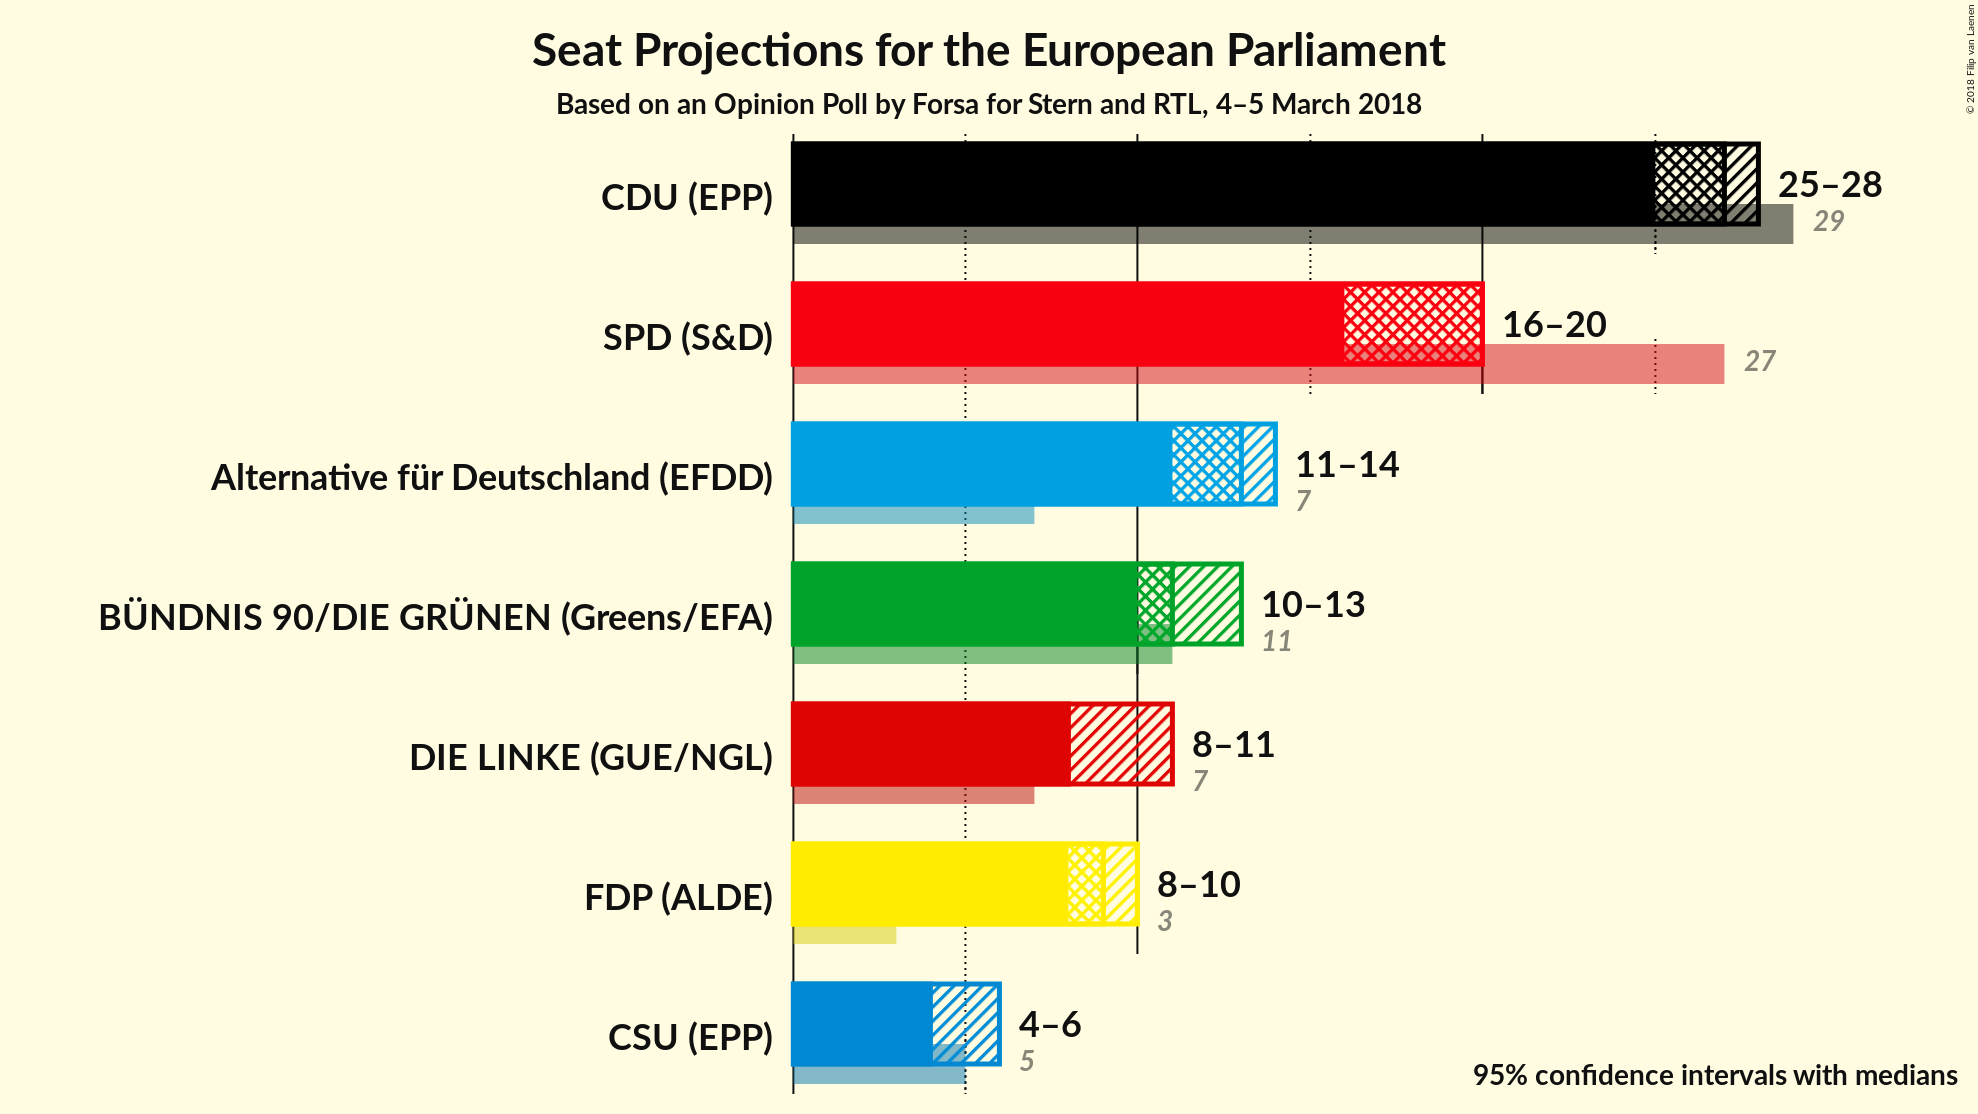 Seat Projections for the European Parliament
Based on an Opinion Poll by Forsa for Stern and RTL, 4–5 March 2018
© 2018 Filip van Laenen
CDU (EPP)
25–28
29
SPD (S&D)
16–20
27
Alternative für Deutschland (EFDD)
11–14
7
BÜNDNIS 90/DIE GRÜNEN (Greens/EFA)
10–13
11
DIE LINKE (GUE/NGL)
8–11
7
FDP (ALDE)
8–10
3
CSU (EPP)
4–6
5
95% confidence intervals with medians